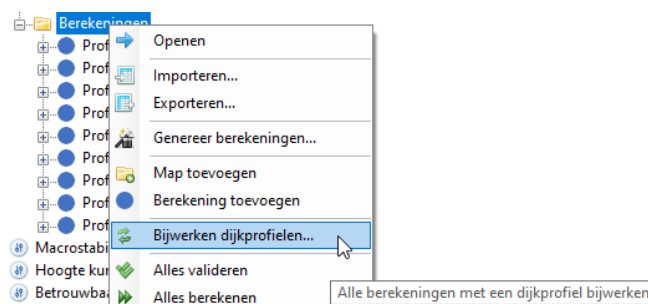 Berekeningen
Prof
Prof
Prof
Prof
Prof
Prof
Prof
Prof
Prof
Macrostabi
Hoogte kur
Betrouwba
Openen
Importeren...
Exporteren...
Genereer berekeningen...
Map toevoegen
Berekening toevoegen
Bijwerken dijkprofielen...
Alles valideren
Alles berekenen
Alle berekeningen met een dijkprofiel bijwerken